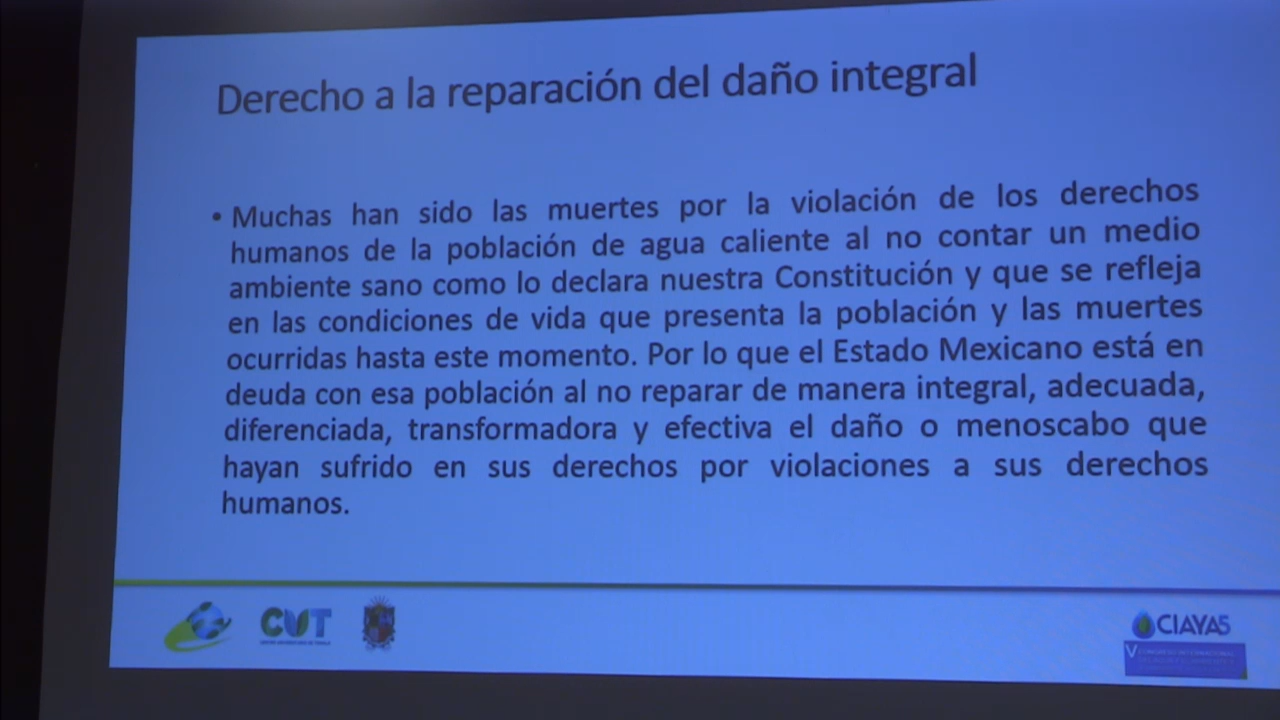 Derecho a la reparación del daño integral
• Muchas han sido las muertes por la violación de los derechos
humanos de la población de agua caliente al no contar un medio
ambiente sano como lo declara nuestra Constitución y que se refleja
en las condiciones de vida que presenta la población y las muertes
ocurridas hasta este momento. Por lo que el Estado Mexicano está en
deuda con esa población al no reparar de manera integral, adecuada,
diferenciada, transformadora y efectiva el daño o menoscabo que
hayan sufrido en sus derechos por violaciones a sus derechos
humanos.
CUT
CIAYA5
V CONGRESO INTERNACIONAL